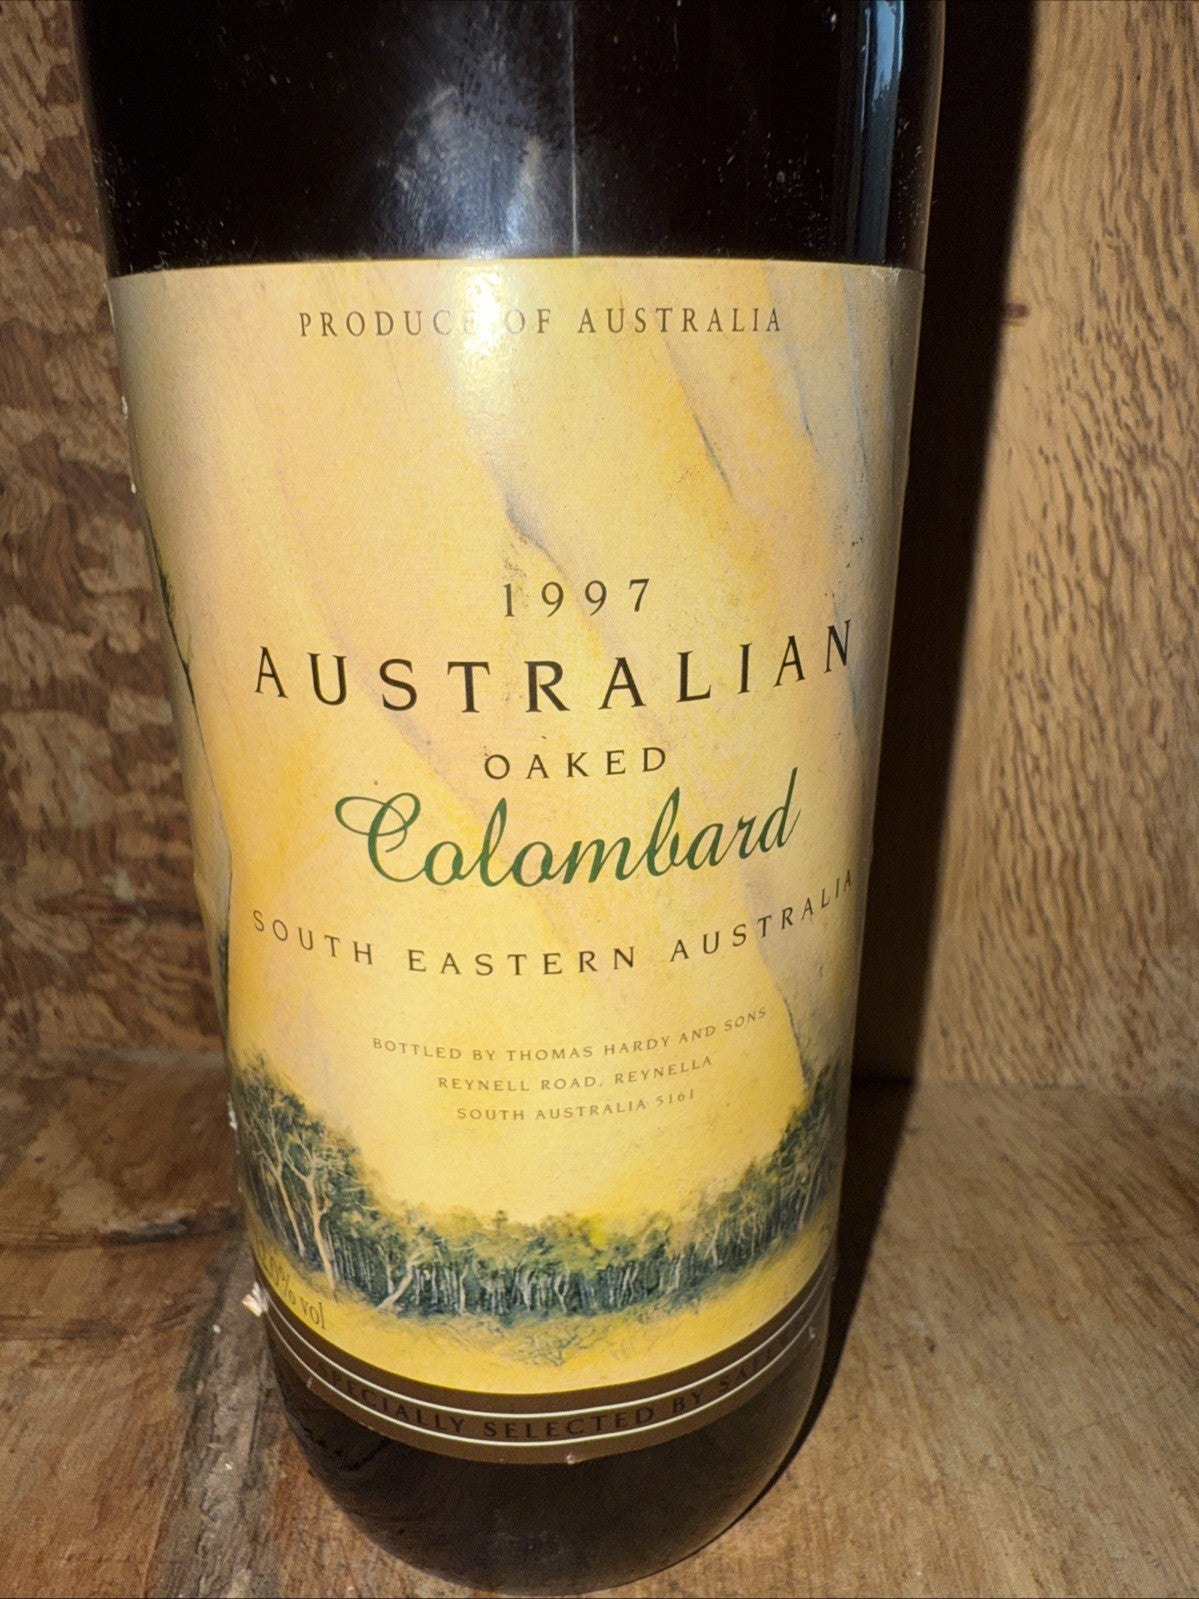 PRODUCE OF AUSTRALIA
1997
AUSTRALIAN
OAKED
Colombard
SOUTH EASTERN AUSTRALIA
BOTTLED BY THOMAS HARDY AND SONS
REYNELL ROAD, REYNELLA
SOUTH AUSTRALIA 5161
% vol
SPECIALLY SELECTED BY